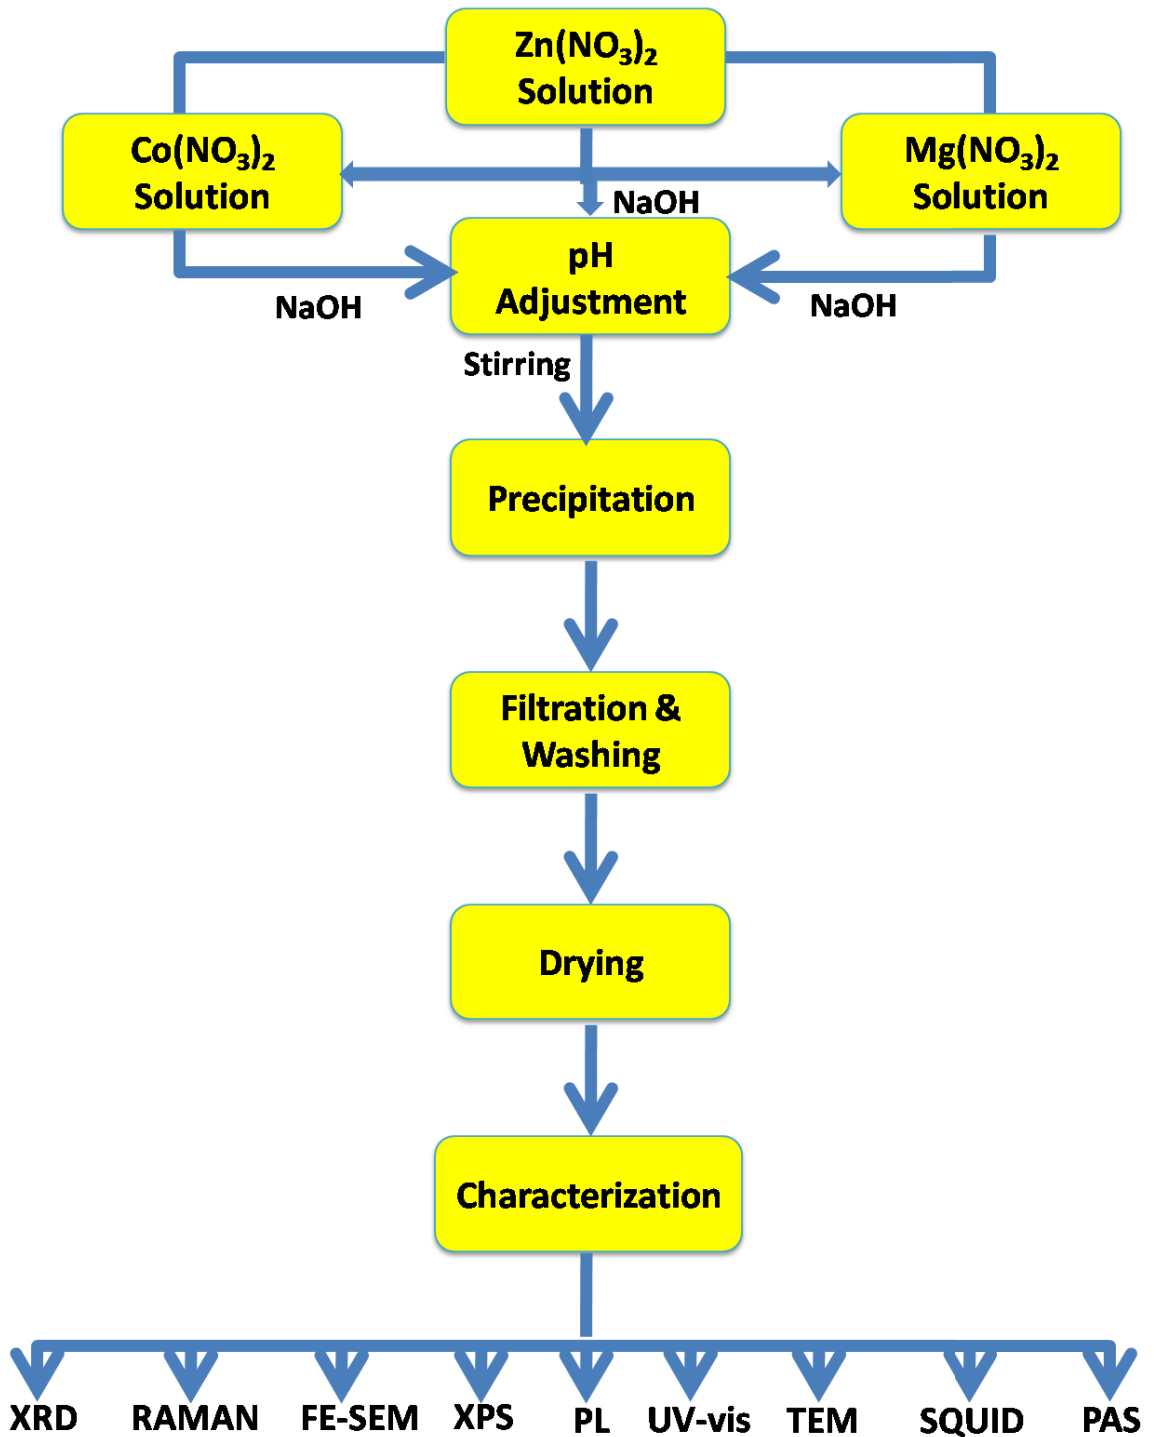 Zn(NO₃)₂
Solution
Co(NO₃)₂
Solution
Mg(NO₃)₂
Solution
NaOH
pH
Adjustment
NaOH
NaOH
Stirring
Precipitation
Filtration &
Washing
Drying
Characterization
XRD RAMAN FE-SEM XPS PL UV-vis TEM SQUID PAS